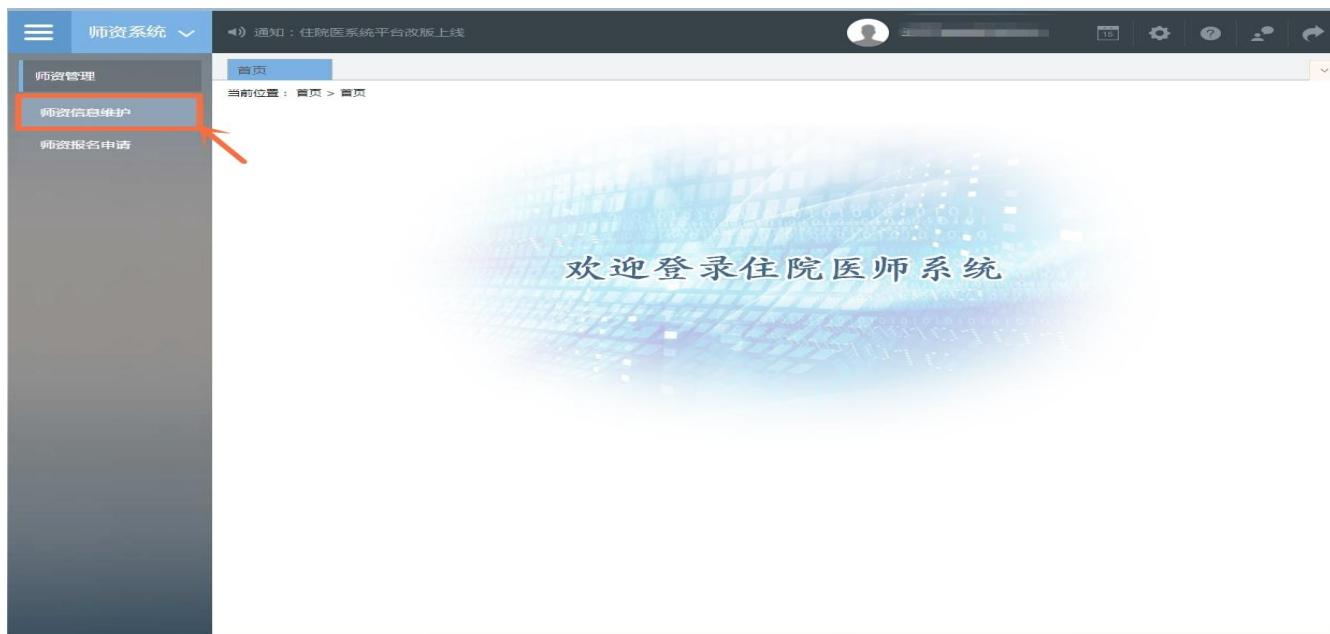 师资系统
通知：住院医系统平台改版上线
15
师资管理
首页
当前位置： 首页 > 首页
师资信息维护
师资报名申请
欢迎登录住院医师系统